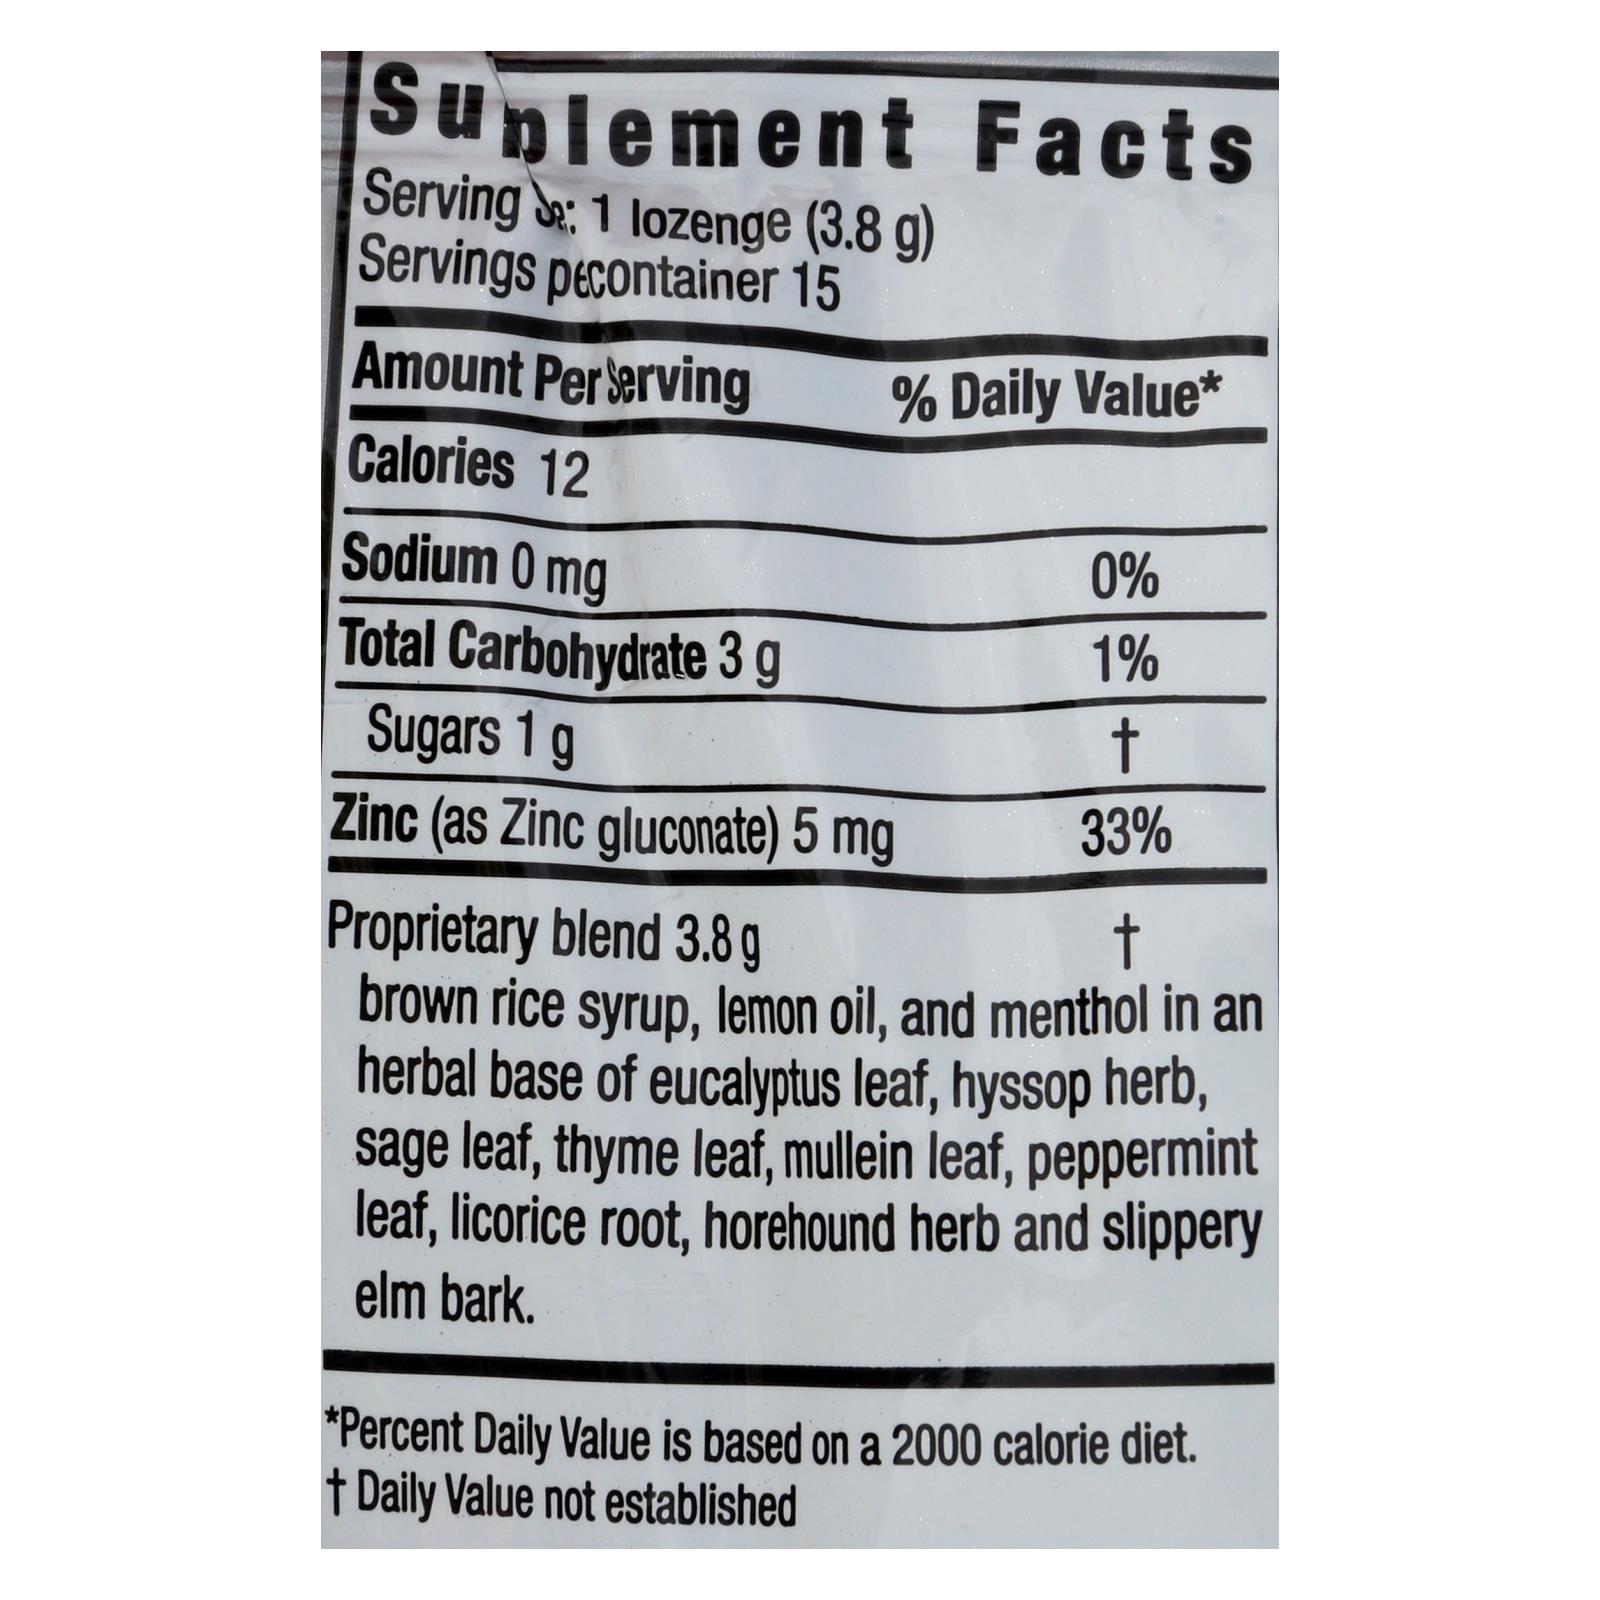 Suplement Facts
Serving Se: 1 lozenge (3.8 g)
Servings pecontainer 15
Amount Per Serving % Daily Value*
Calories 12
Sodium 0 mg 0%
Total Carbohydrate 3 g 1%
Sugars 1 g †
Zinc (as Zinc gluconate) 5 mg 33%
Proprietary blend 3.8 g †
brown rice syrup, lemon oil, and menthol in an
herbal base of eucalyptus leaf, hyssop herb,
sage leaf, thyme leaf, mullein leaf, peppermint
leaf, licorice root, horehound herb and slippery
elm bark.
*Percent Daily Value is based on a 2000 calorie diet.
† Daily Value not established